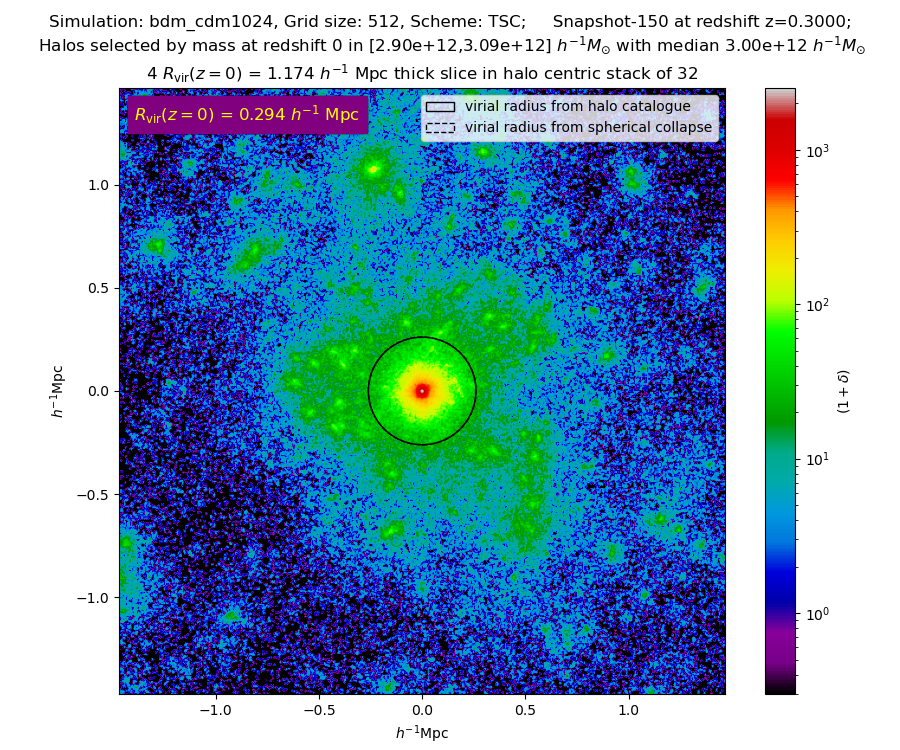 Simulation: bdm_cdm1024, Grid size: 512, Scheme: TSC; Snapshot-150 at redshift z=0.3000;
Halos selected by mass at redshift 0 in [2.90e+12,3.09e+12] h⁻¹M⊙ with median 3.00e+12 h⁻¹M⊙
4 Rvir(z = 0) = 1.174 h⁻¹ Mpc thick slice in halo centric stack of 32
Rvir(z = 0) = 0.294 h⁻¹ Mpc
virial radius from halo catalogue
virial radius from spherical collapse
1.0
0.5
0.0
−0.5
−1.0
h⁻¹Mpc
−1.0 −0.5 0.0 0.5 1.0
h⁻¹Mpc
10³
10²
10¹
10⁰
(1 + δ)